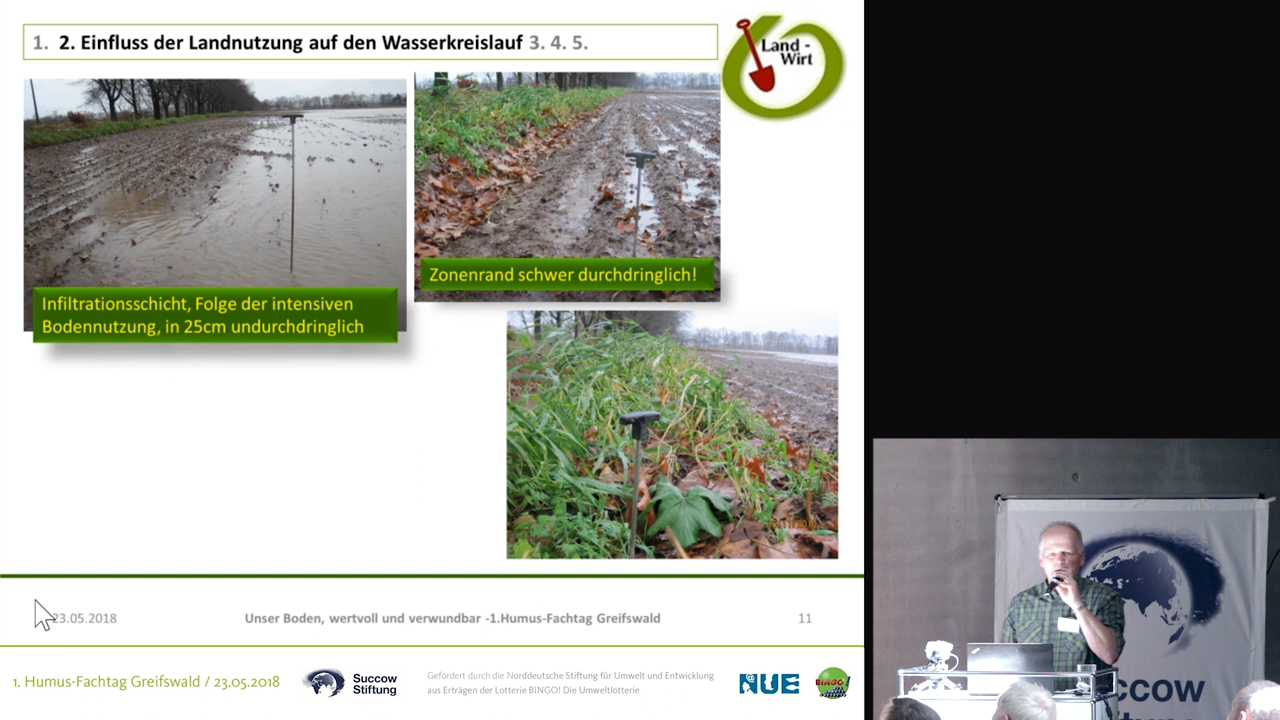 1. 2. Einfluss der Landnutzung auf den Wasserkreislauf 3. 4. 5.
Land -
Wirt
Infiltrationsschicht, Folge der intensiven
Bodennutzung, in 25cm undurchdringlich
Zonenrand schwer durchdringlich!
23.05.2018
Unser Boden, wertvoll und verwundbar -1.Humus-Fachtag Greifswald
11
1. Humus-Fachtag Greifswald / 23.05.2018
Succow
Stiftung
Gefördert durch die Norddeutsche Stiftung für Umwelt und Entwicklung
aus Erträgen der Lotterie BINGO! Die Umweltlotterie
NUE
BINGO!
ccow